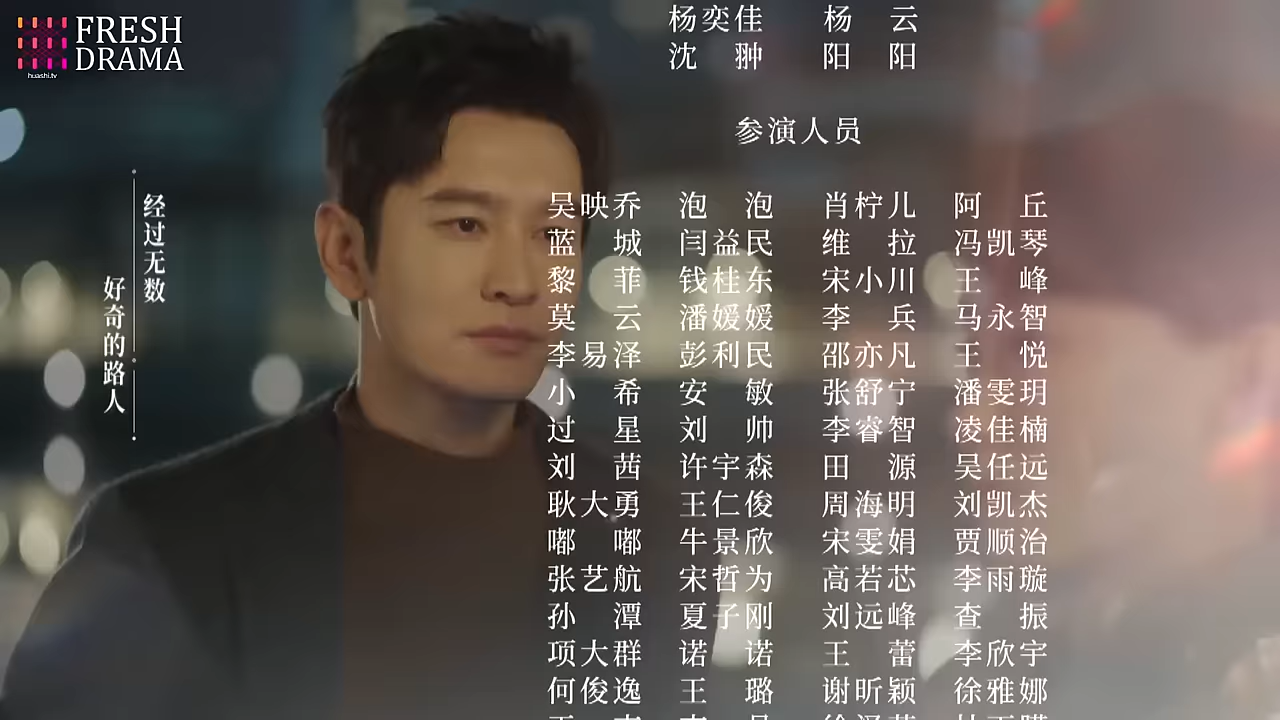 FRESH
DRAMA
huashi.tv
经过无数
好奇的路人
杨奕佳 杨云
沈翀 阳阳
参演人员
吴映乔 泡泡 肖柠儿 阿丘
蓝城 闫益民 维拉 冯凯琴
黎菲 钱桂东 宋小川 王峰
莫云 潘媛媛 李兵 马永智
李易泽 彭利民 邵亦凡 王悦
小希 安敏 张舒宁 潘雯玥
过星 刘帅 李睿智 凌佳楠
刘茜 许宇森 田源 吴任远
耿大勇 王仁俊 周海明 刘凯杰
嘟嘟 牛景欣 宋雯娟 贾顺治
张艺航 宋哲为 高若芯 李雨璇
孙潭 夏子刚 刘远峰 查振
项大群 诺诺 王蕾 李欣宇
何俊逸 王璐 谢昕颖 徐雅娜